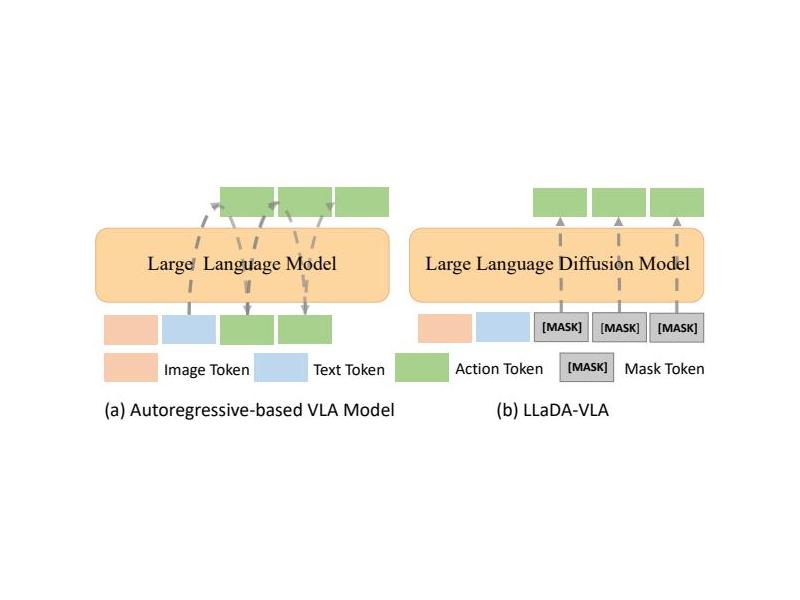 Large Language Model
Large Language Diffusion Model
[MASK] [MASK] [MASK]
Image Token Text Token Action Token [MASK] Mask Token
(a) Autoregressive-based VLA Model
(b) LLaDA-VLA